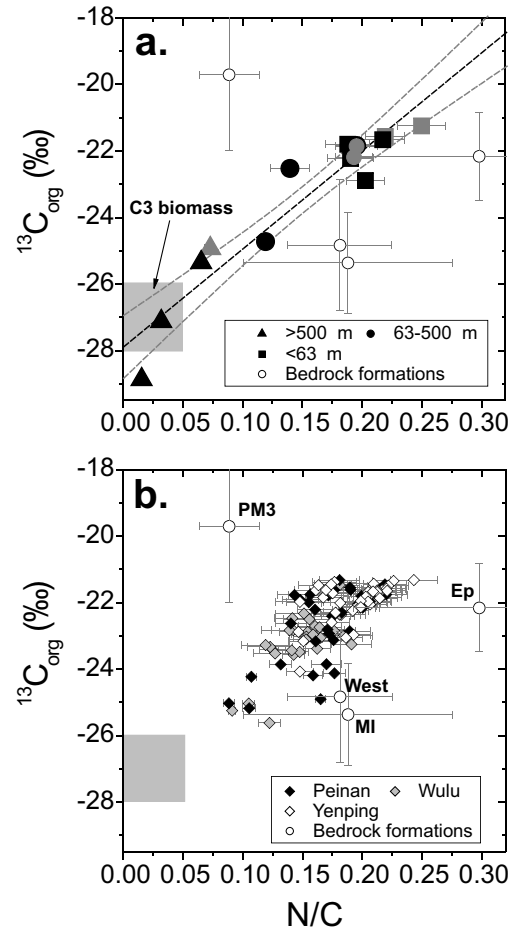 a.
-18
-20
-22
-24
-26
-28
¹³C_org (‰)
C3 biomass
>500 m 63-500 m
<63 m
Bedrock formations
0.00 0.05 0.10 0.15 0.20 0.25 0.30
b.
-18
-20
-22
-24
-26
-28
¹³C_org (‰)
PM3
Ep
West
MI
Peinan Wulu
Yenping
Bedrock formations
0.00 0.05 0.10 0.15 0.20 0.25 0.30
N/C